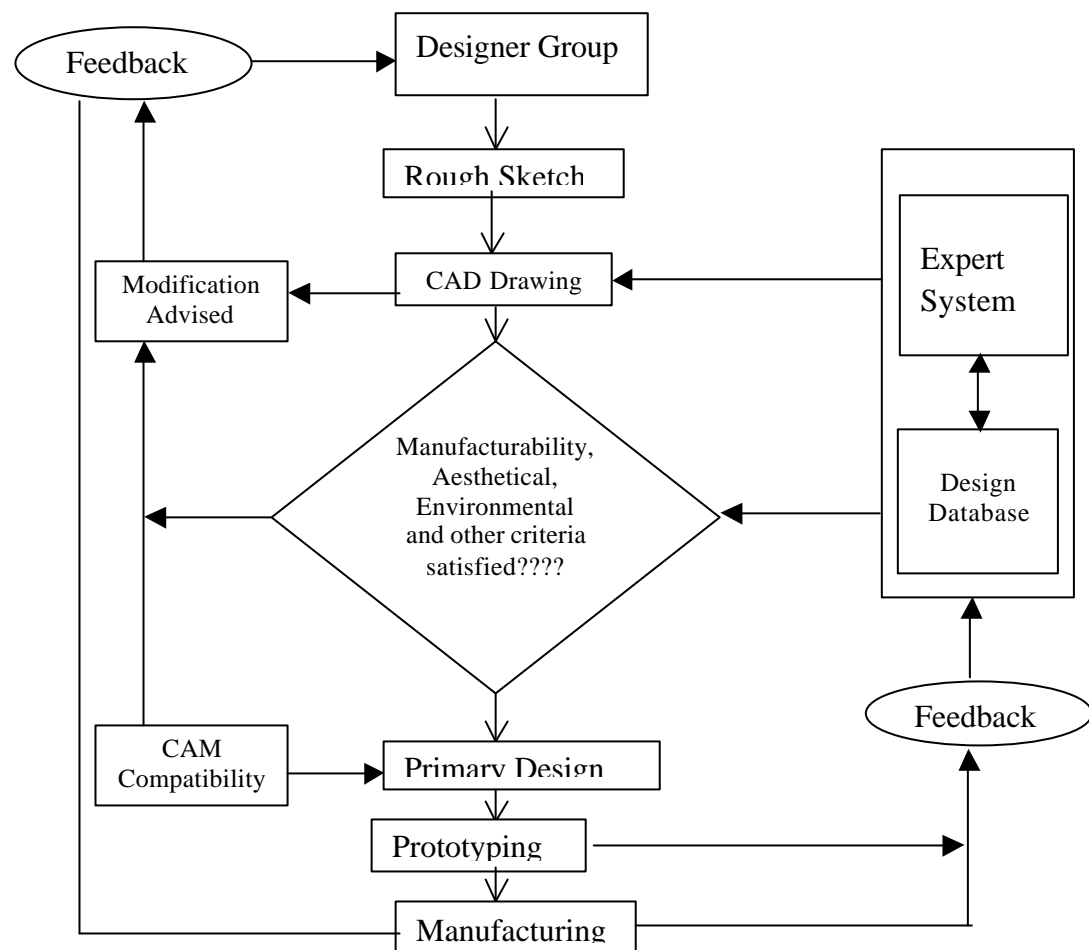 Feedback
Designer Group
Rough Sketch
Expert
System
Modification
Advised
CAD Drawing
Manufacturability,
Aesthetical,
Environmental
and other criteria
satisfied????
Design
Database
Feedback
CAM
Compatibility
Primary Design
Prototyping
Manufacturing